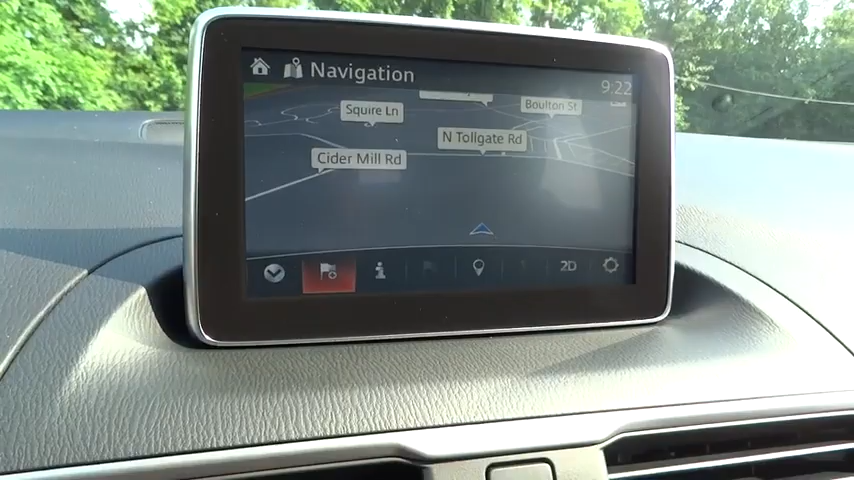 Navigation
9:22
Squire Ln
Boulton St
N Tollgate Rd
Cider Mill Rd
2D